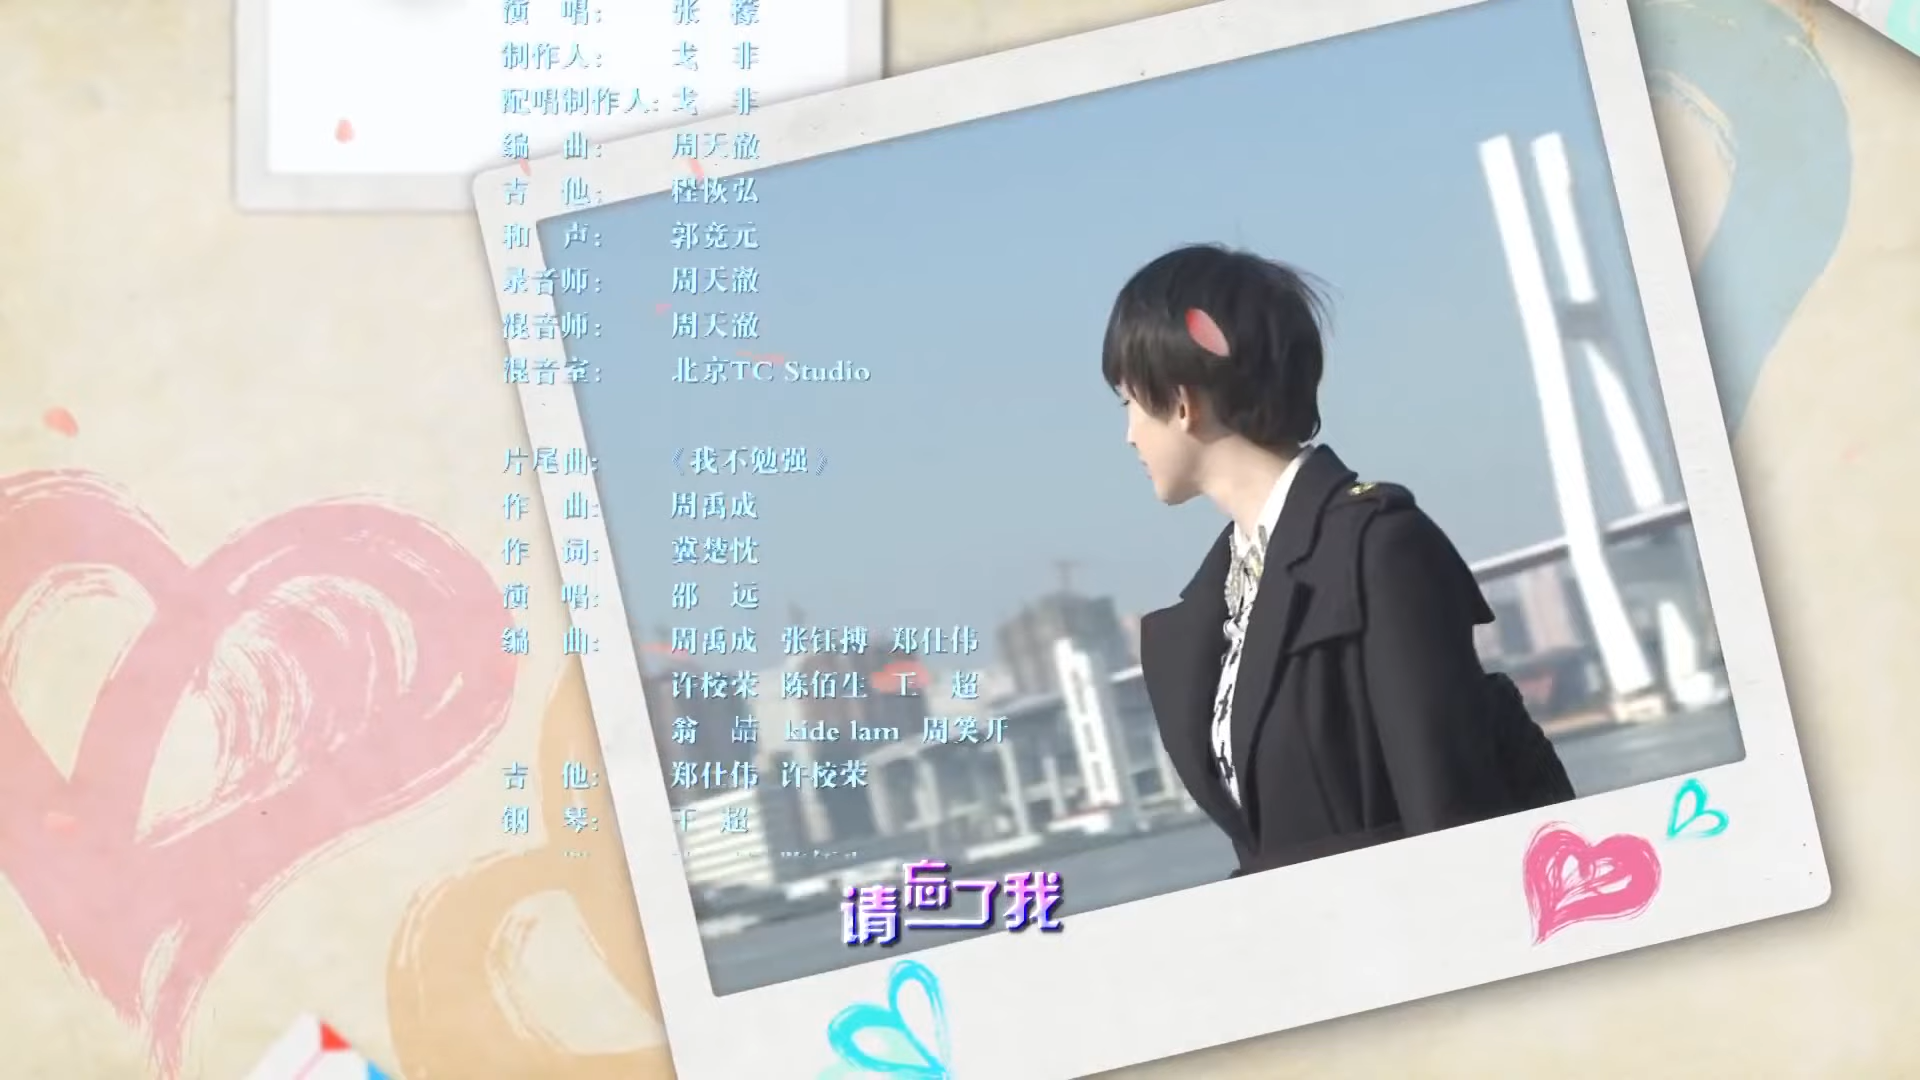 演 唱: 张 檬
制作人: 戈 非
配唱制作人: 戈 非
编 曲: 周天澈
吉 他: 程恢弘
和 声: 郭竞元
录音师: 周天澈
混音师: 周天澈
混音室: 北京TC Studio
片尾曲: 《我不勉强》
作 曲: 周禹成
作 词: 冀楚忱
演 唱: 邵 远
编 曲: 周禹成 张钰搏 郑仕伟
许校荣 陈佰生 王 超
翁 喆 kide lam 周笑开
吉 他: 郑仕伟 许校荣
钢 琴: 王 超
请忘了我